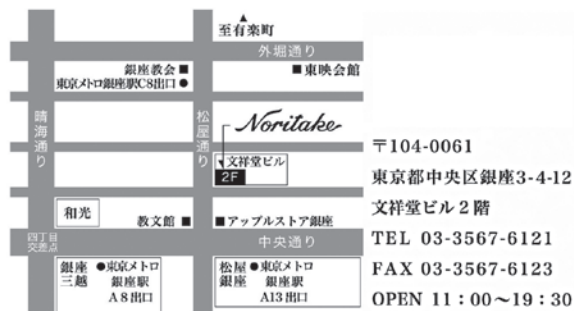 ▲
至有楽町
外堀通り
銀座教会■
東京メトロ銀座駅C8出口●
■東映会館
晴海通り
松屋通り
Noritake
文祥堂ビル
2F
和光
教文館■
■アップルストア銀座
四丁目
交差点
中央通り
銀座
三越
●東京メトロ
銀座駅
A8出口
松屋
銀座
●東京メトロ
銀座駅
A13出口
〒104-0061
東京都中央区銀座3-4-12
文祥堂ビル2階
TEL 03-3567-6121
FAX 03-3567-6123
OPEN 11：00〜19：30